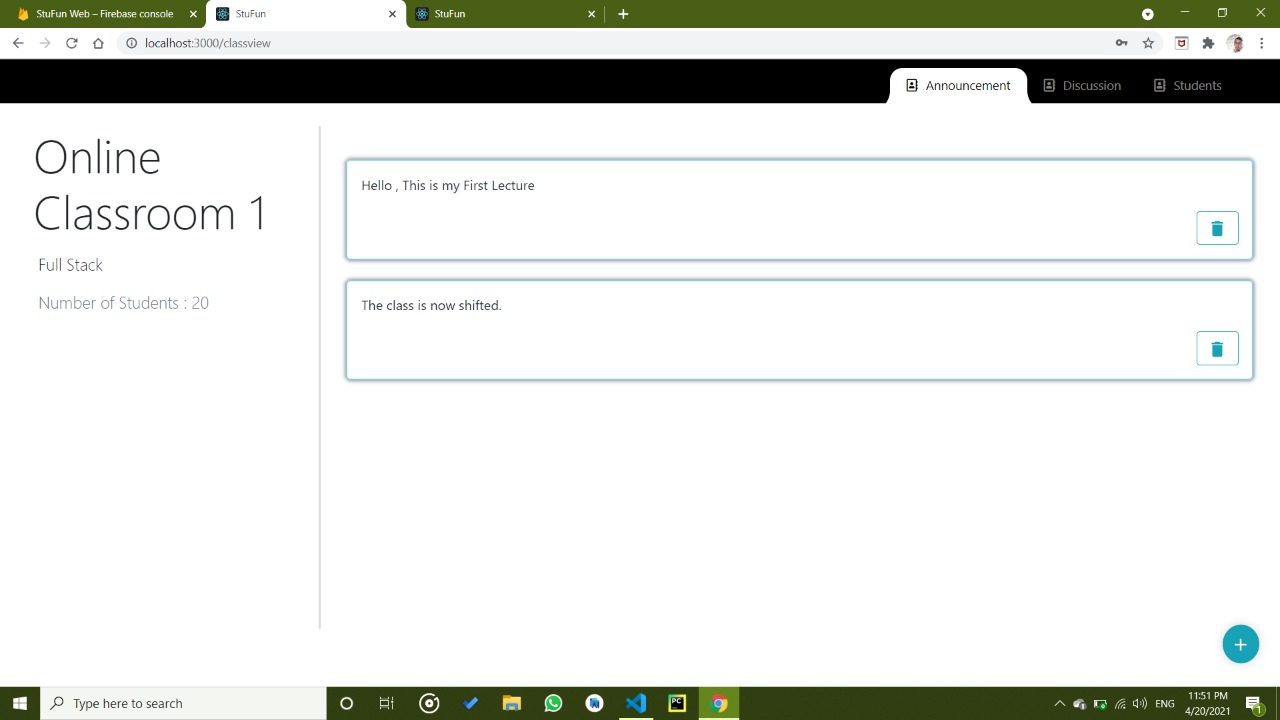 StuFun Web – Firebase console
StuFun
StuFun
localhost:3000/classview
Announcement
Discussion
Students
Online
Classroom 1
Full Stack
Number of Students : 20
Hello , This is my First Lecture
The class is now shifted.
Type here to search
PC
ENG
11:51 PM
4/20/2021
1